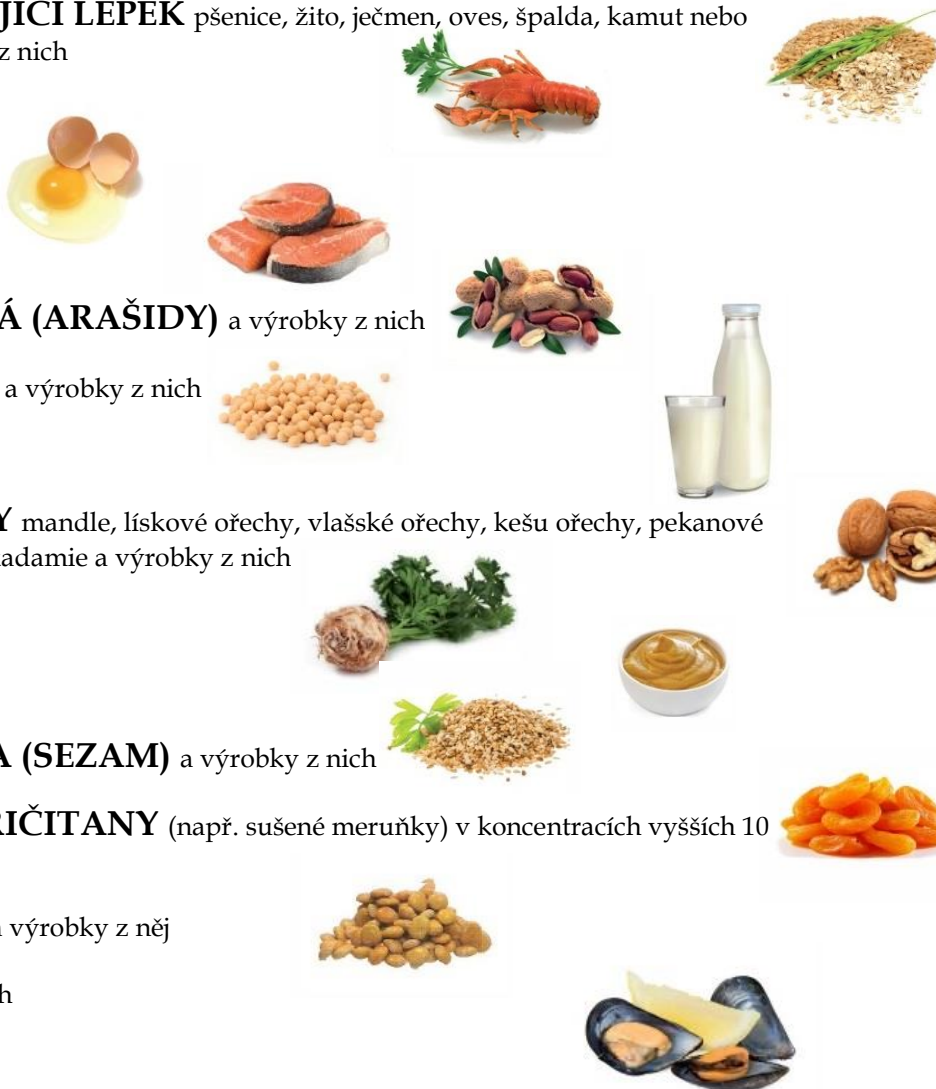 JÍCÍ LEPEK pšenice, žito, ječmen, oves, špalda, kamut nebo
z nich
Á (ARAŠIDY) a výrobky z nich
a výrobky z nich
Y mandle, lískové ořechy, vlašské ořechy, kešu ořechy, pekanové
adamie a výrobky z nich
A (SEZAM) a výrobky z nich
ŘIČITANY (např. sušené meruňky) v koncentracích vyšších 10
výrobky z něj
h